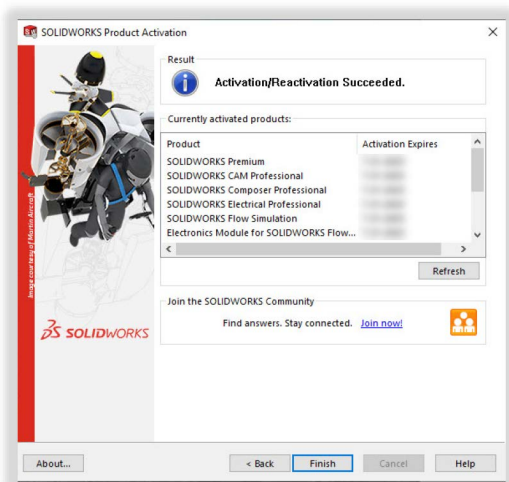 SOLIDWORKS Product Activation
Result
Activation/Reactivation Succeeded.
Currently activated products:
Product Activation Expires
SOLIDWORKS Premium
SOLIDWORKS CAM Professional
SOLIDWORKS Composer Professional
SOLIDWORKS Electrical Professional
SOLIDWORKS Flow Simulation
Electronics Module for SOLIDWORKS Flow...
Refresh
Image courtesy of Martin Aircraft
Join the SOLIDWORKS Community
Find answers. Stay connected. Join now!
SOLIDWORKS
About... < Back Finish Cancel Help